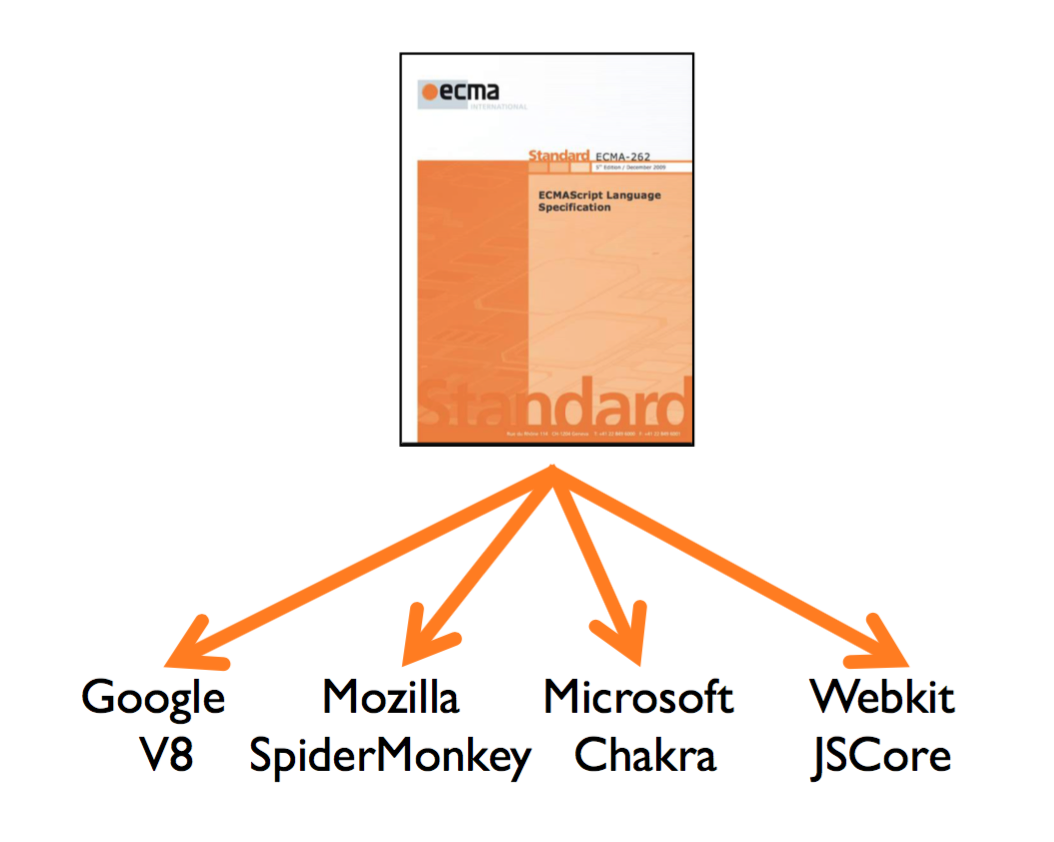 ecma
INTERNATIONAL
Standard ECMA-262
5th Edition / December 2009
ECMAScript Language
Specification
Standard
Rue du Rhône 114 CH-1204 Geneva T: +41 22 849 6000 F: +41 22 849 6001
Google Mozilla Microsoft Webkit
V8 SpiderMonkey Chakra JSCore